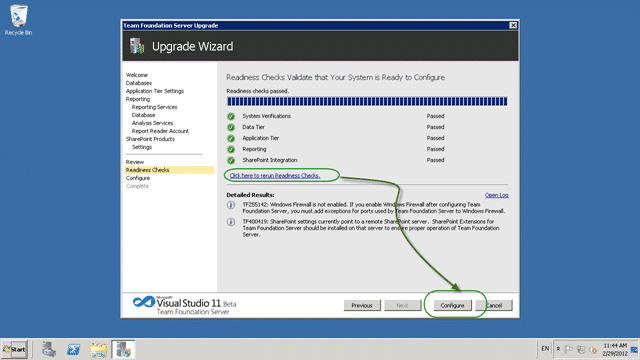 Team Foundation Server Upgrade
Recycle Bin
Upgrade Wizard
Welcome
Databases
Application Tier Settings
Reporting
Reporting Services
Database
Analysis Services
Report Reader Account
SharePoint Products
Settings
Review
Readiness Checks
Configure
Complete
Readiness Checks Validate that Your System is Ready to Configure
Readiness checks passed.
System Verifications Passed
Data Tier Passed
Application Tier Passed
Reporting Passed
SharePoint Integration Passed
Click here to rerun Readiness Checks.
Detailed Results: Open Log
TF255142: Windows Firewall is not enabled. If you enable Windows Firewall after configuring Team
Foundation Server, you must add exceptions for ports used by Team Foundation Server to Windows Firewall.
TF400419: SharePoint settings currently point to a remote SharePoint server. SharePoint Extensions for
Team Foundation Server should be installed on that server to ensure proper operation of Team Foundation
Server.
Microsoft
Visual Studio 11 Beta
Team Foundation Server
Previous Next Configure Cancel
Start
EN
11:44 AM
2/29/2012